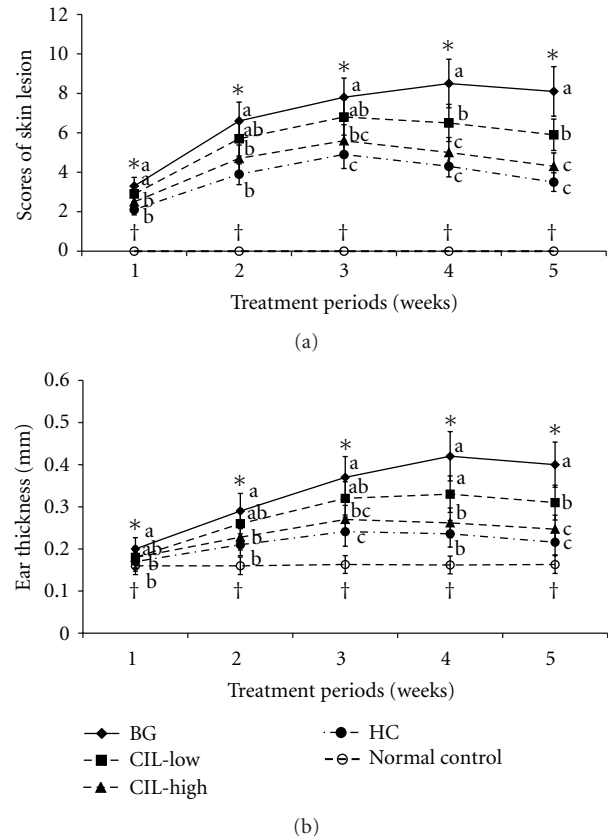 12
10
8
6
4
2
0
Scores of skin lesion
* * * * *
a a a a a
a ab ab b b
b b bc c c
b b c c c
† † † † †
1 2 3 4 5
Treatment periods (weeks)
(a)
0.6
0.5
0.4
0.3
0.2
0.1
0
Ear thickness (mm)
* * * * *
a a a a a
ab ab ab a b
b b bc b c
b b c b c
† † † † †
1 2 3 4 5
Treatment periods (weeks)
BG
CIL-low
CIL-high
HC
Normal control
(b)